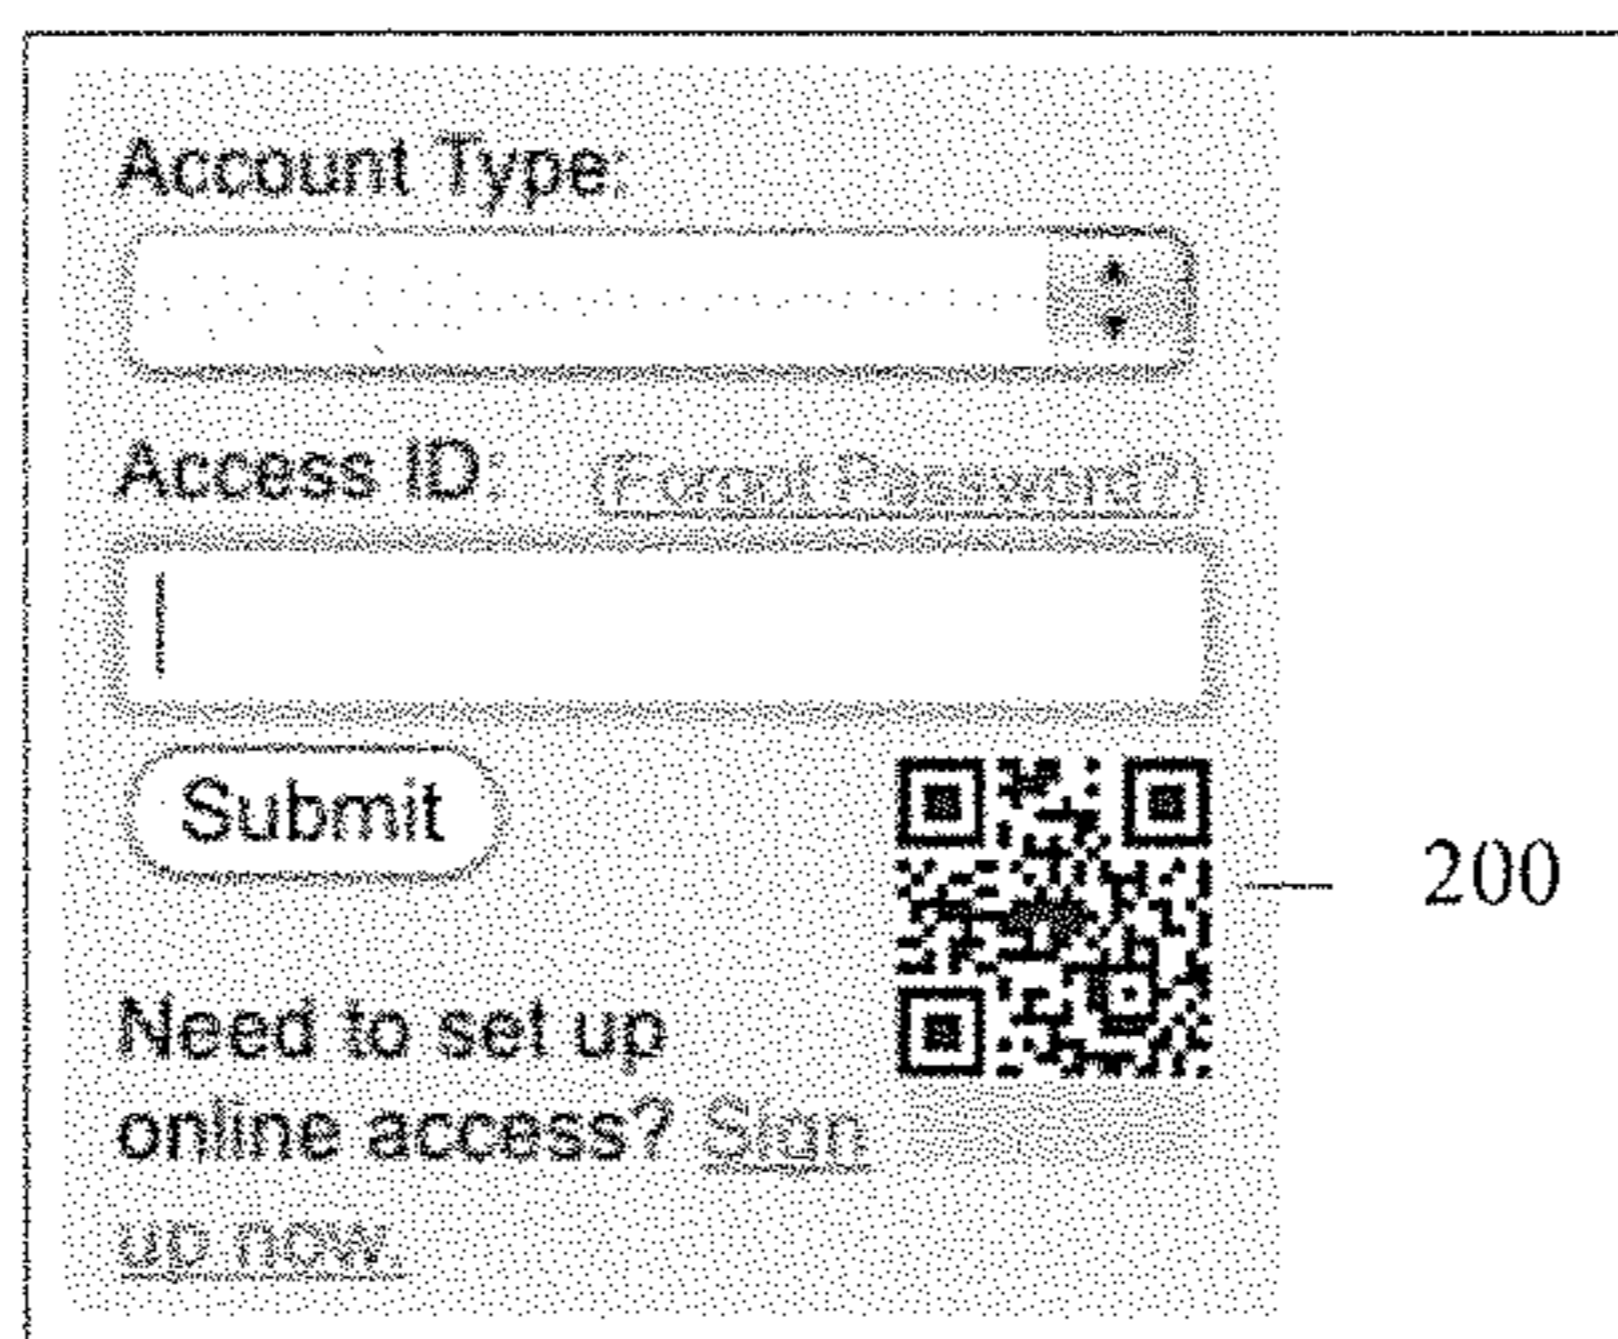 Account Type:
Access ID: (Forgot Password?)
Submit
200
Need to set up
online access? Sign
up now.